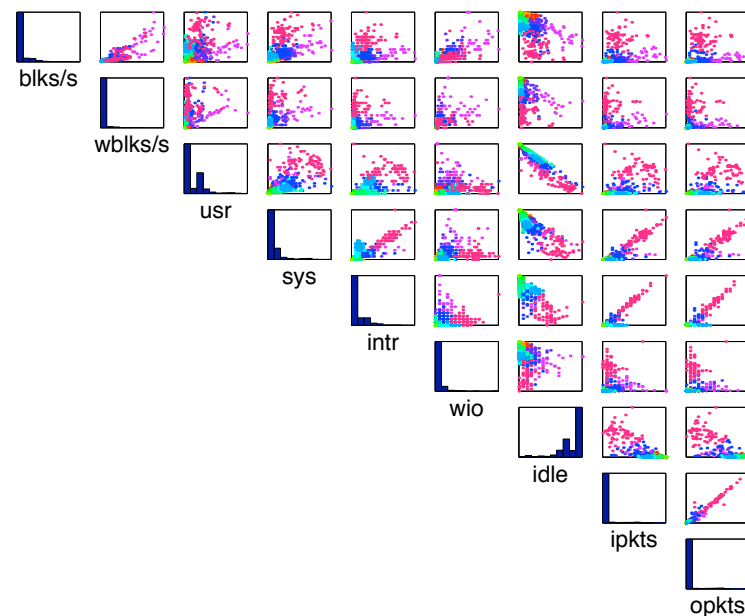 blks/s
wblks/s
usr
sys
intr
wio
idle
ipkts
opkts